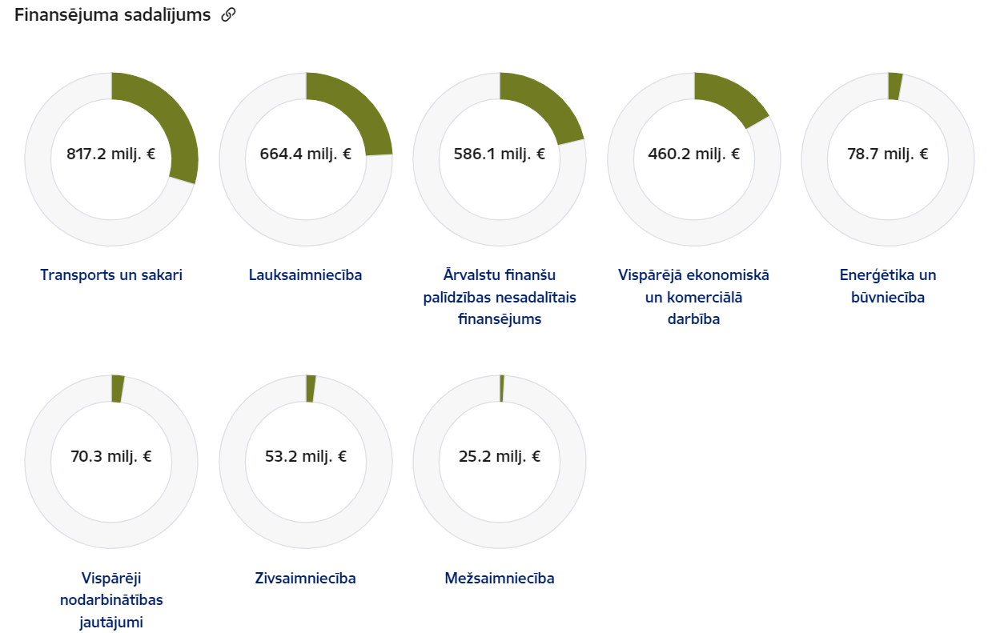 Finansējuma sadalījums
817.2 milj. €
664.4 milj. €
586.1 milj. €
460.2 milj. €
78.7 milj. €
Transports un sakari
Lauksaimniecība
Ārvalstu finanšu
palīdzības nesadalītais
finansējums
Vispārējā ekonomiskā
un komerciālā
darbība
Enerģētika un
būvniecība
70.3 milj. €
53.2 milj. €
25.2 milj. €
Vispārēji
nodarbinātības
jautājumi
Zivsaimniecība
Mežsaimniecība